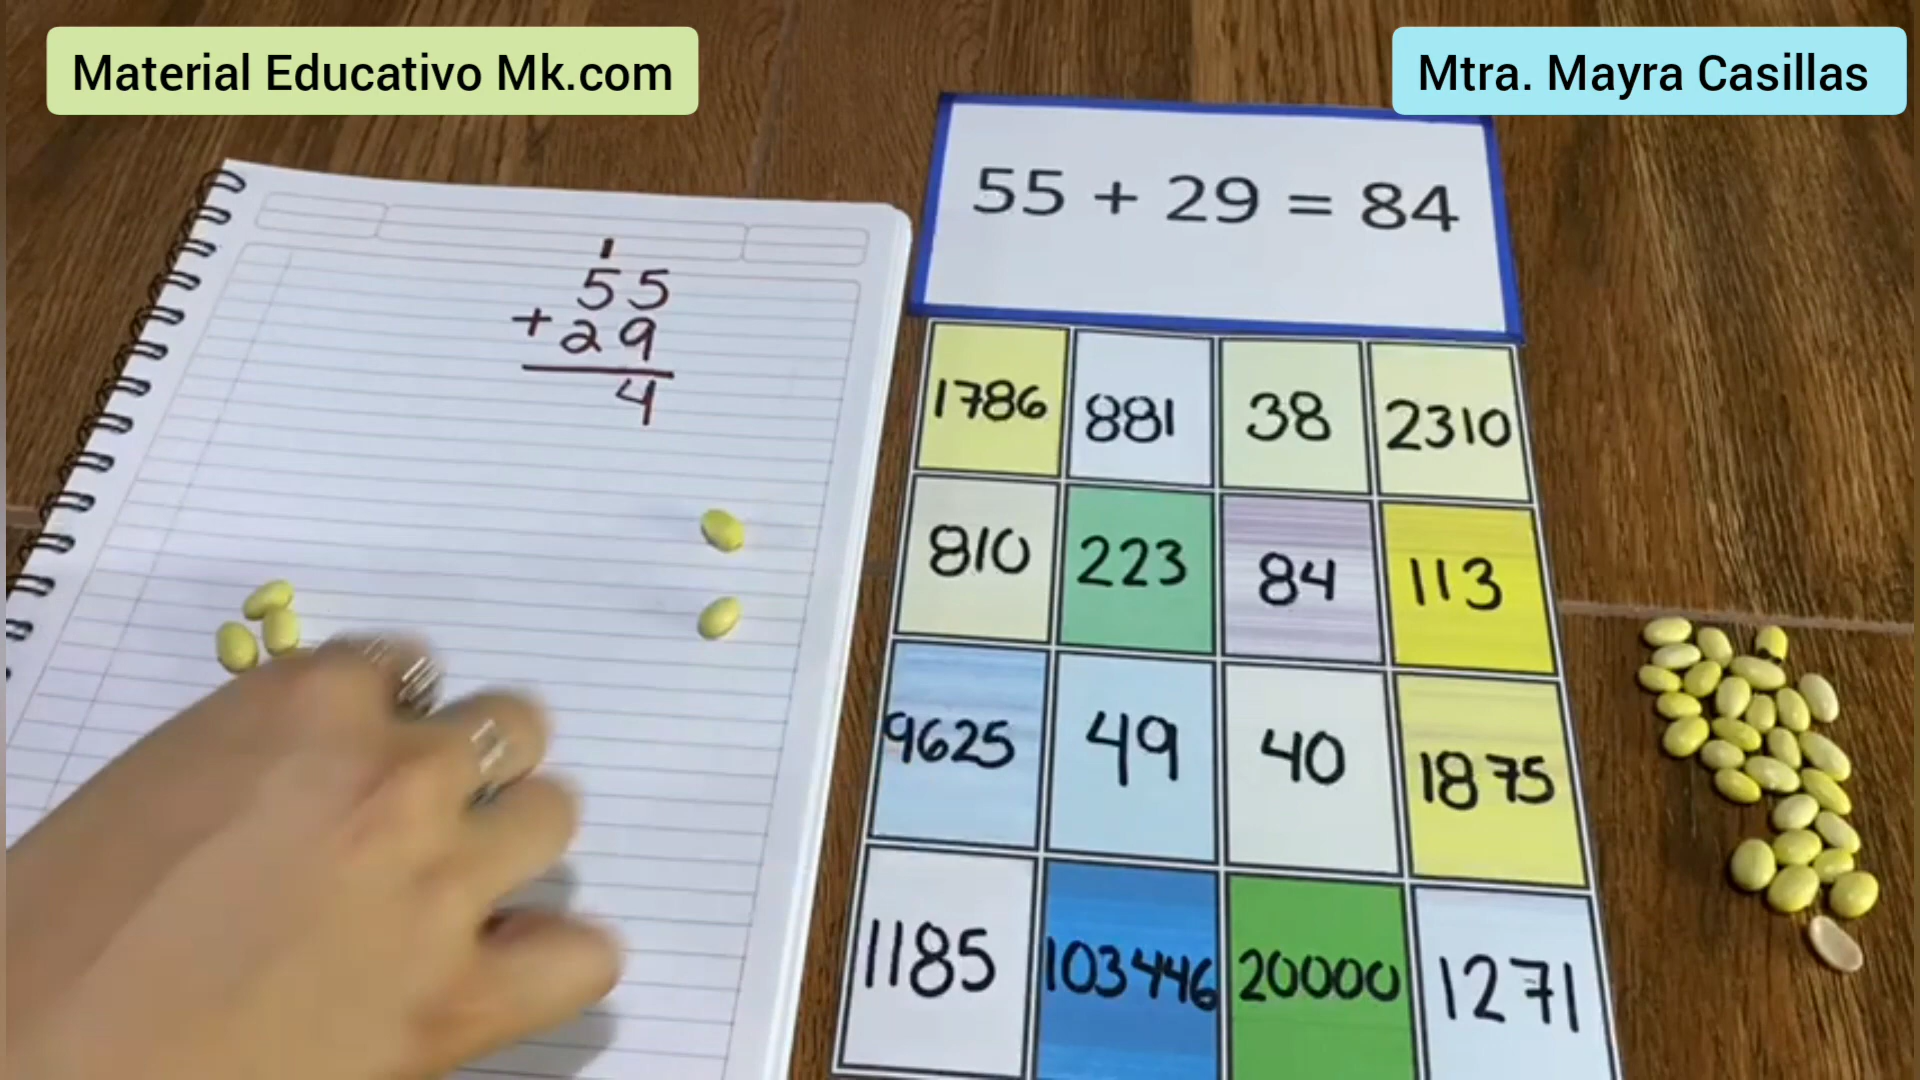 Material Educativo Mk.com
Mtra. Mayra Casillas
1
55
+29
4
55 + 29 = 84
1786 881 38 2310
810 223 84 113
9625 49 40 1875
1185 103446 20000 1271